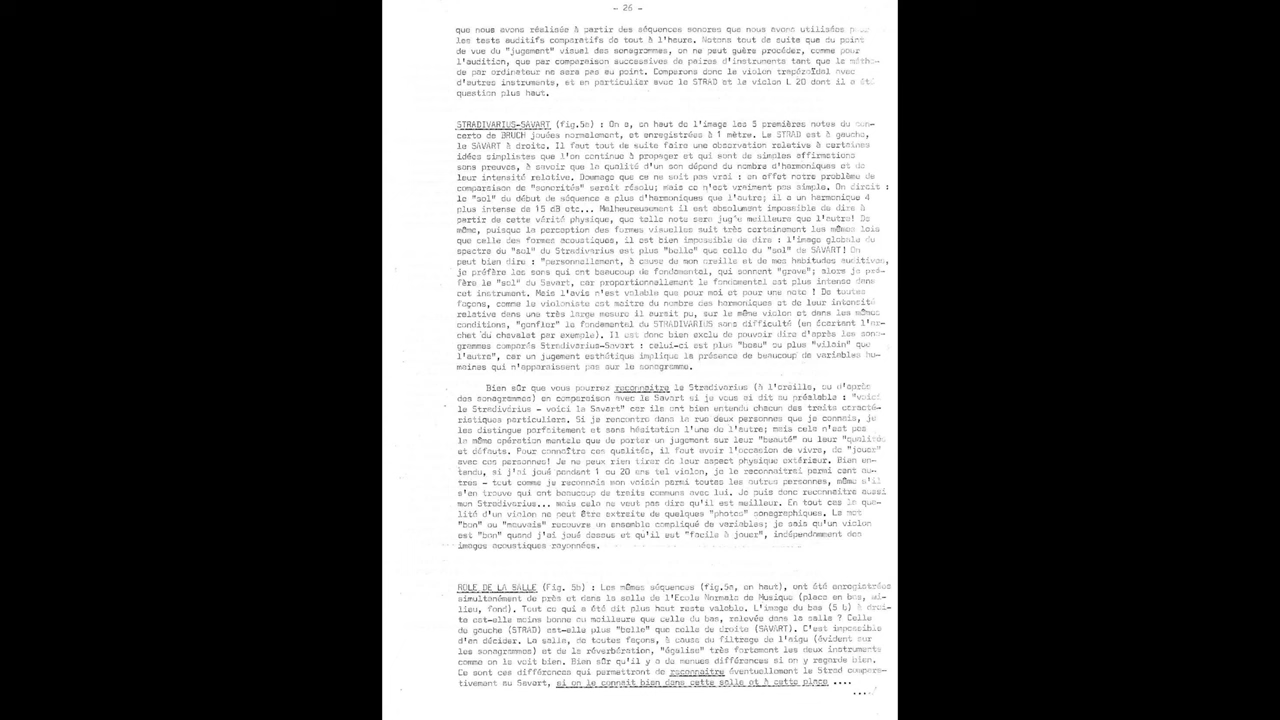 - 26 -
que nous avons réalisée à partir des séquences sonores que nous avons utilisées pour
les tests auditifs comparatifs de tout à l'heure. Notons tout de suite que du point
de vue du "jugement" visuel des sonagrammes, on ne peut guère procéder, comme pour
l'audition, que par comparaison successives de paires d'instruments tant que la métho-
de par ordinateur ne sera pas au point. Comparons donc le violon trapézoïdal avec
d'autres instruments, et en particulier avec le STRAD et le violon L 20 dont il a été
question plus haut.
STRADIVARIUS-SAVART (fig.5a) : On a, en haut de l'image les 5 premières notes du con-
certo de BRUCH jouées normalement, et enregistrées à 1 mètre. Le STRAD est à gauche,
le SAVART à droite. Il faut tout de suite faire une observation relative à certaines
idées simplistes que l'on continue à propager et qui sont de simples affirmations
sans preuves, à savoir que la qualité d'un son dépend du nombre d'harmoniques et de
leur intensité relative. Dommage que ce ne soit pas vrai : en effet notre problème de
comparaison de "sonorités" serait résolu; mais ce n'est vraiment pas simple. On dirait :
le "sol" du début de séquence a plus d'harmoniques que l'autre; il a un harmonique 4
plus intense de 15 dB etc... Malheureusement il est absolument impossible de dire à
partir de cette vérité physique, que telle note sera jugée meilleure que l'autre! De
même, puisque la perception des formes visuelles suit très certainement les mêmes lois
que celle des formes acoustiques, il est bien impossible de dire : l'image globale du
spectre du "sol" du Stradivarius est plus "belle" que celle du "sol" de SAVART! On
peut bien dire : "personnellement, à cause de mon oreille et de mes habitudes auditives,
je préfère les sons qui ont beaucoup de fondamental, qui sonnent "grave"; alors je pré-
fère le "sol" du Savart, car proportionnellement le fondamental est plus intense dans
cet instrument. Mais l'avis n'est valable que pour moi et pour une note ! De toutes
façons, comme le violoniste est maitre du nombre des harmoniques et de leur intensité
relative dans une très large mesure il aurait pu, sur le même violon et dans les mêmes
conditions, "gonfler" le fondamental du STRADIVARIUS sans difficulté (en écartant l'ar-
chet du chevalet par exemple). Il est donc bien exclu de pouvoir dire d'après les sona-
grammes comparés Stradivarius-Savart : celui-ci est plus "beau" ou plus "vilain" que
l'autre", car un jugement esthétique implique la présence de beaucoup de variables hu-
maines qui n'apparaissent pas sur le sonagramme.
Bien sûr que vous pourrez reconnaitre le Stradivarius (à l'oreille, ou d'après
des sonagrammes) en comparaison avec le Savart si je vous ai dit au préalable : "voici
le Stradivarius - voici le Savart" car ils ont bien entendu chacun des traits caracté-
ristiques particuliers. Si je rencontre dans la rue deux personnes que je connais, je
les distingue parfaitement et sans hésitation l'une de l'autre; mais cela n'est pas
la même opération mentale que de porter un jugement sur leur "beauté" ou leur "qualités
et défauts. Pour connaître ces qualités, il faut avoir l'occasion de vivre, de "jouer"
avec ces personnes! Je ne peux rien tirer de leur aspect physique extérieur. Bien en-
tendu, si j'ai joué pendant 1 ou 20 ans tel violon, je le reconnaitrai parmi cent au-
tres - tout comme je reconnais mon voisin parmi toutes les autres personnes, même s'il
s'en trouve qui ont beaucoup de traits communs avec lui. Je puis donc reconnaitre aussi
mon Stradivarius... mais cela ne veut pas dire qu'il est meilleur. En tout cas la qua-
lité d'un violon ne peut être extraite de quelques "photos" sonagraphiques. Le mot
"bon" ou "mauvais" recouvre un ensemble compliqué de variables; je sais qu'un violon
est "bon" quand j'ai joué dessus et qu'il est "facile à jouer", indépendamment des
images acoustiques rayonnées.
ROLE DE LA SALLE (Fig. 5b) : Les mêmes séquences (fig.5a, en haut), ont été enregistrées
simultanément de près et dans la salle de l'Ecole Normale de Musique (place en bas, mi-
lieu, fond). Tout ce qui a été dit plus haut reste valable. L'image du bas (5 b) à droi-
te est-elle moins bonne ou meilleure que celle du bas, relevée dans la salle ? Celle
de gauche (STRAD) est-elle plus "belle" que celle de droite (SAVART). C'est impossible
d'en décider. La salle, de toutes façons, à cause du filtrage de l'aigu (évident sur
les sonagrammes) et de la réverbération, "égalise" très fortement les deux instruments
comme on le voit bien. Bien sûr qu'il y a de menues différences si on y regarde bien.
Ce sont ces différences qui permettront de reconnaitre éventuellement le Strad compara-
tivement au Savart, si on le connait bien dans cette salle et à cette place ....
..../